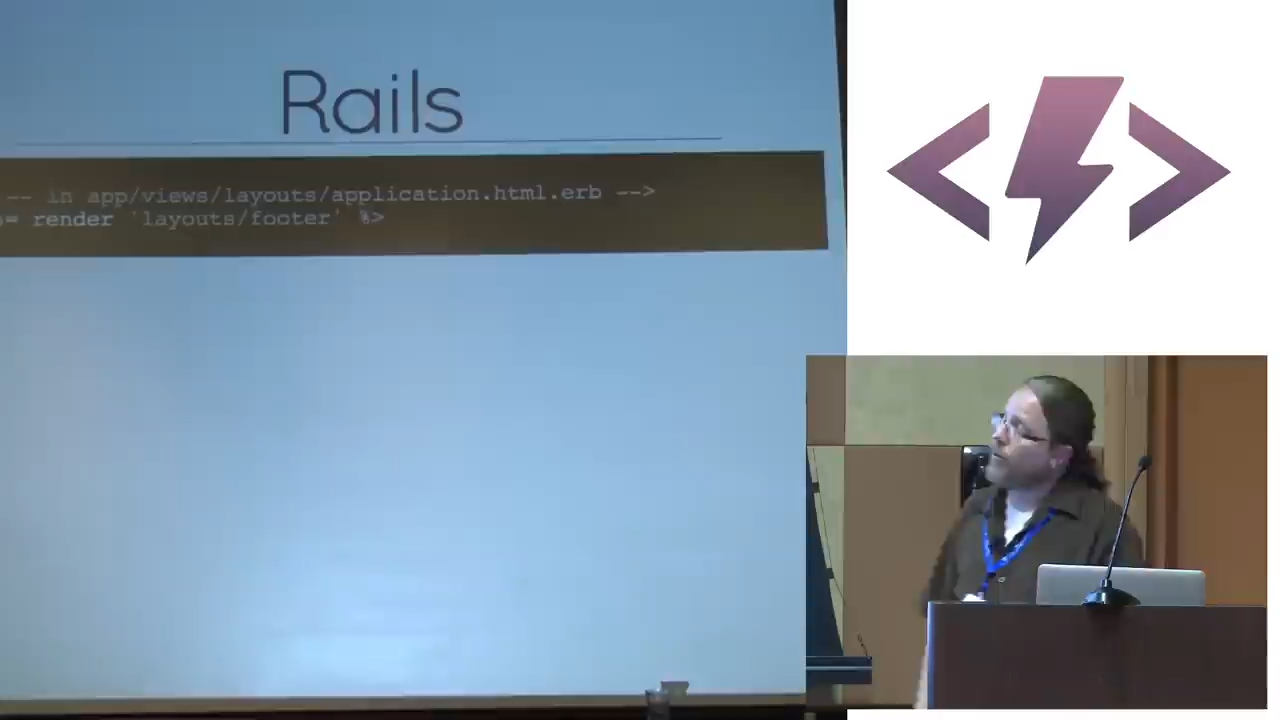 Rails
-- in app/views/layouts/application.html.erb -->
= render 'layouts/footer' %>